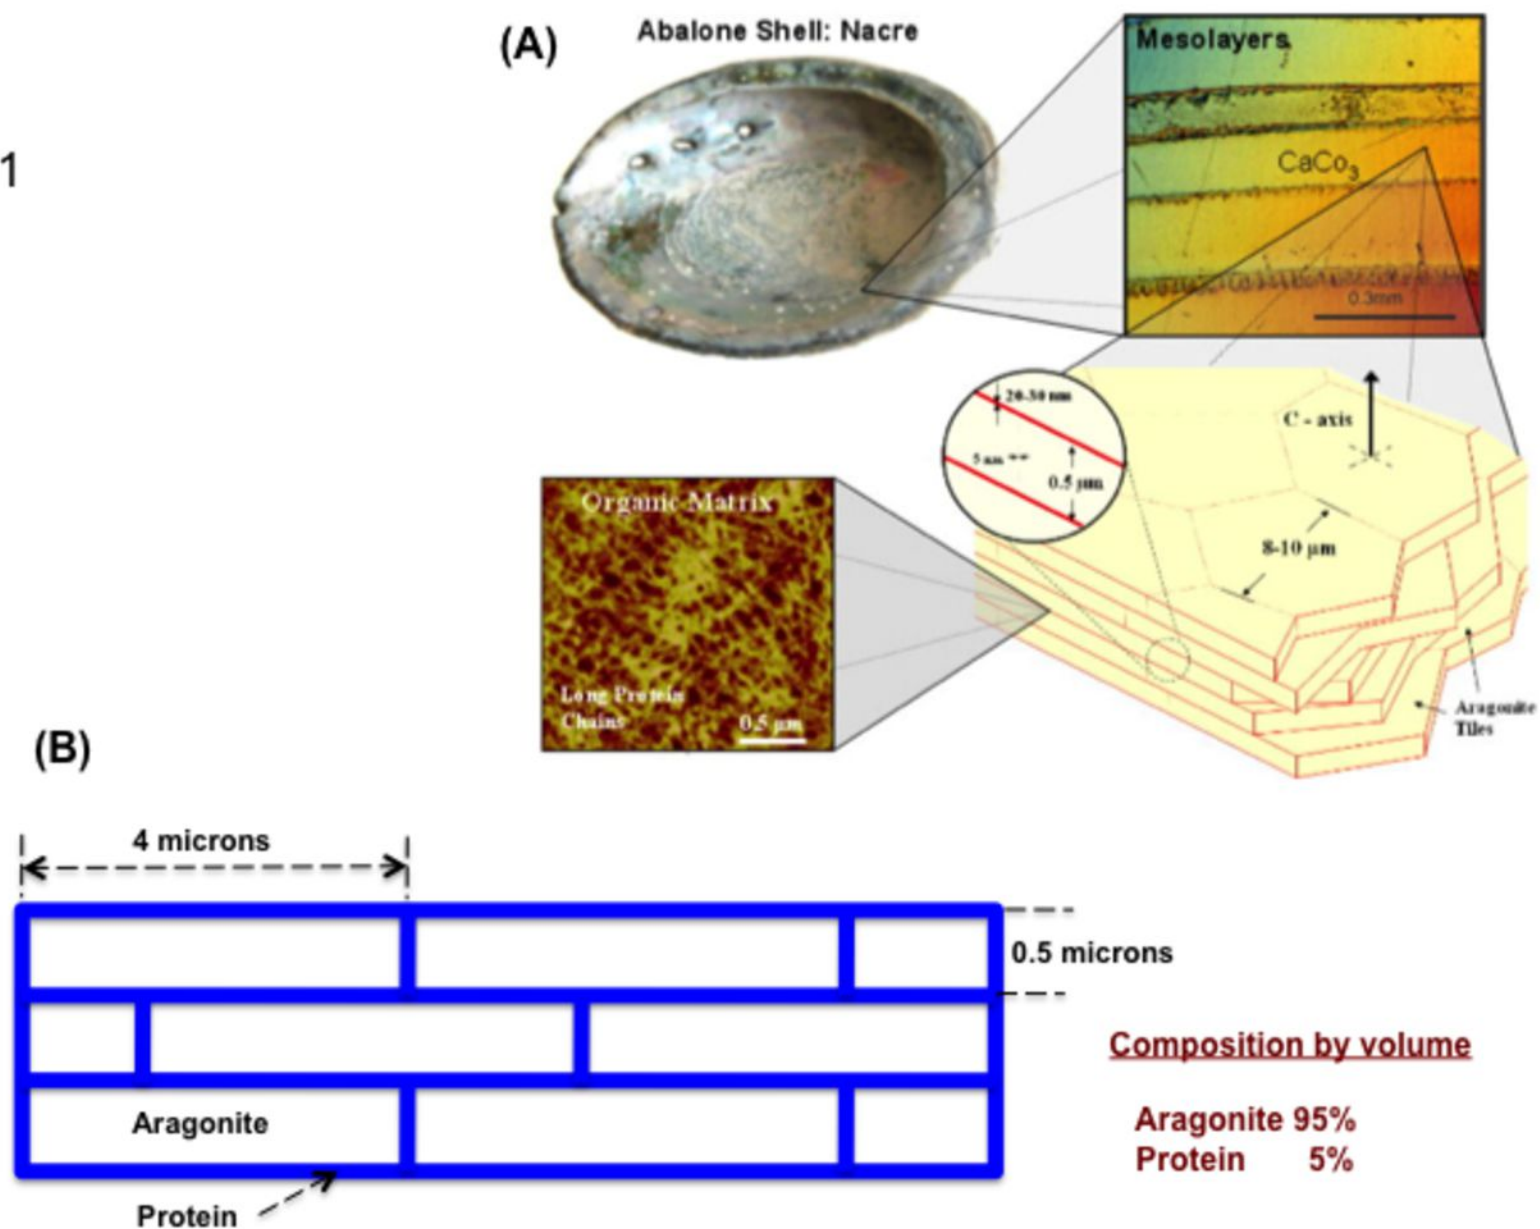 1
(A)
Abalone Shell: Nacre
Mesolayers
CaCo3
0.3mm
20-30 nm
5 nm
0.5 µm
C - axis
8-10 µm
Organic Matrix
Long Protein
Chains
0.5 µm
Aragonite
Tiles
(B)
4 microns
0.5 microns
Aragonite
Protein
Composition by volume
Aragonite 95%
Protein 5%